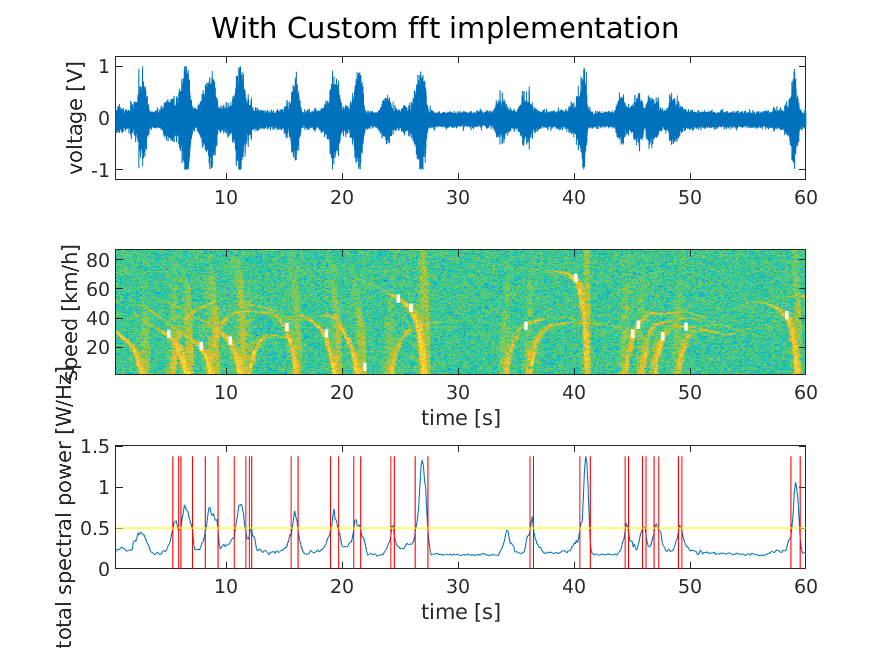 With Custom fft implementation
voltage [V]
1
0
-1
10 20 30 40 50 60
speed [km/h]
80
60
40
20
10 20 30 40 50 60
time [s]
total spectral power [W/Hz]
1.5
1
0.5
0
10 20 30 40 50 60
time [s]